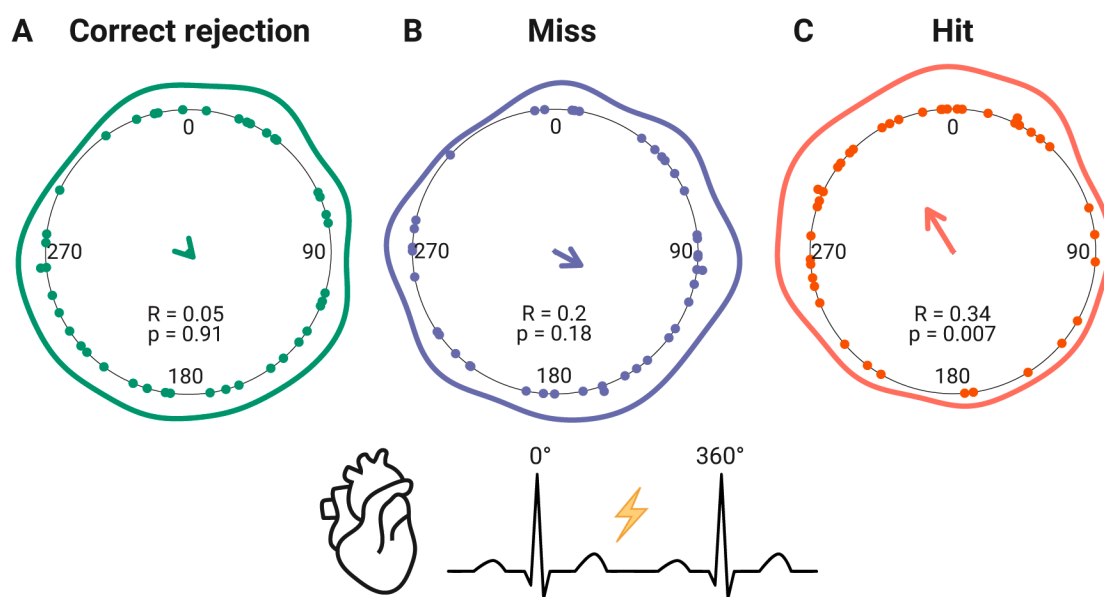 A Correct rejection
B Miss
C Hit
0
270
90
R = 0.05
p = 0.91
180
0
270
90
R = 0.2
p = 0.18
180
0
270
90
R = 0.34
p = 0.007
180
0°
360°